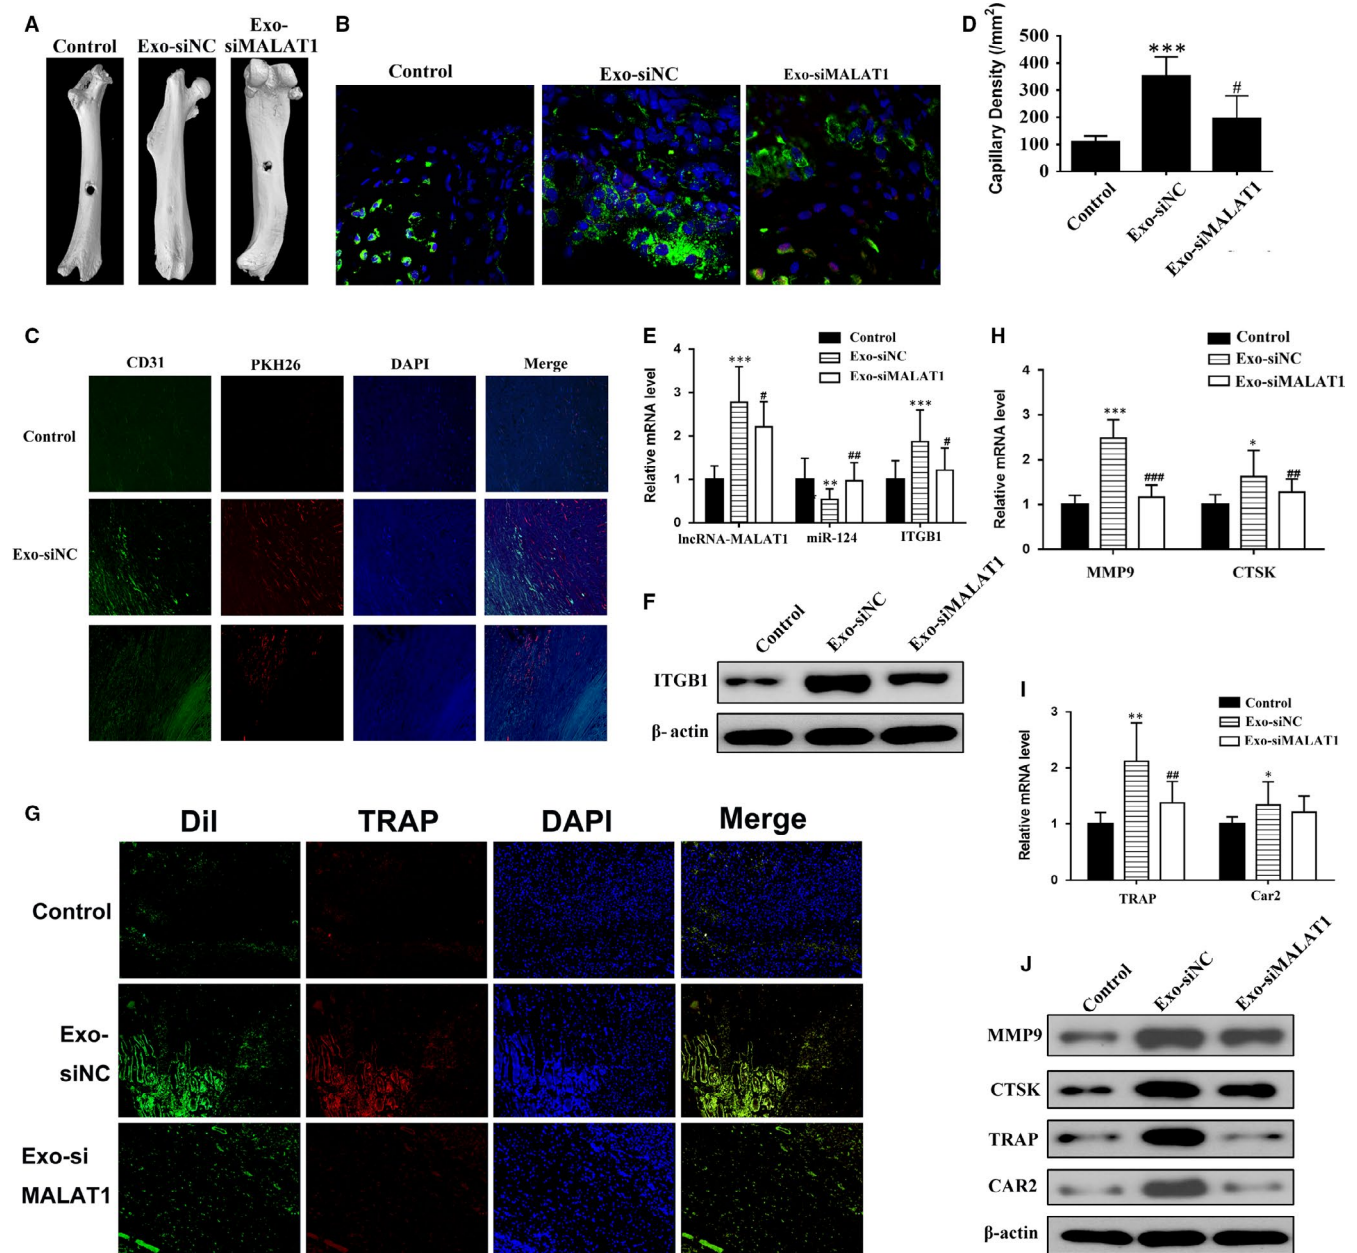 A
Control
Exo-siNC
Exo-
siMALAT1
B
Control
Exo-siNC
Exo-siMALAT1
D
Capillary Density (/mm²)
500
400
300
200
100
0
***
#
Control
Exo-siNC
Exo-siMALAT1
C
CD31
PKH26
DAPI
Merge
Control
Exo-siNC
E
Control
Exo-siNC
Exo-siMALAT1
Relative mRNA level
4
3
2
1
0
***
#
**
##
***
#
lncRNA-MALAT1
miR-124
ITGB1
H
Control
Exo-siNC
Exo-siMALAT1
Relative mRNA level
4
3
2
1
0
***
###
*
##
MMP9
CTSK
F
Control
Exo-siNC
Exo-siMALAT1
ITGB1
β- actin
I
Control
Exo-siNC
Exo-siMALAT1
Relative mRNA level
3
2
1
0
**
##
*
TRAP
Car2
G
Dil
TRAP
DAPI
Merge
Control
Exo-
siNC
Exo-si
MALAT1
J
Control
Exo-siNC
Exo-siMALAT1
MMP9
CTSK
TRAP
CAR2
β-actin